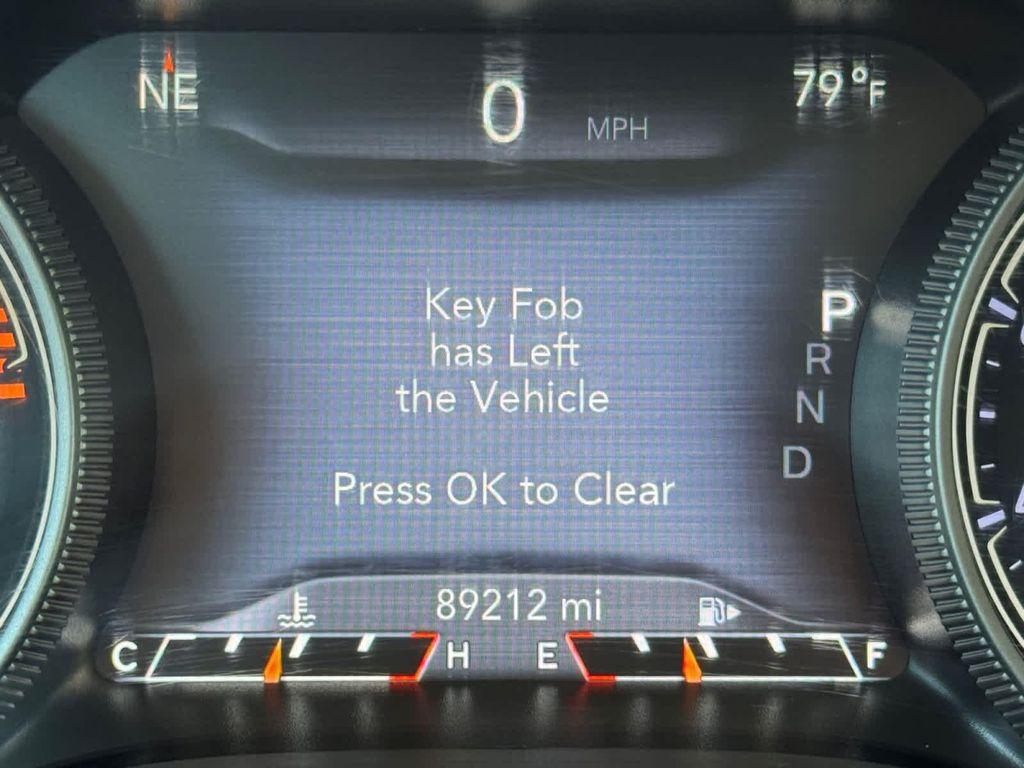 NE
0 MPH
79°F
Key Fob
has Left
the Vehicle
Press OK to Clear
P
R
N
D
89212 mi
C H E F